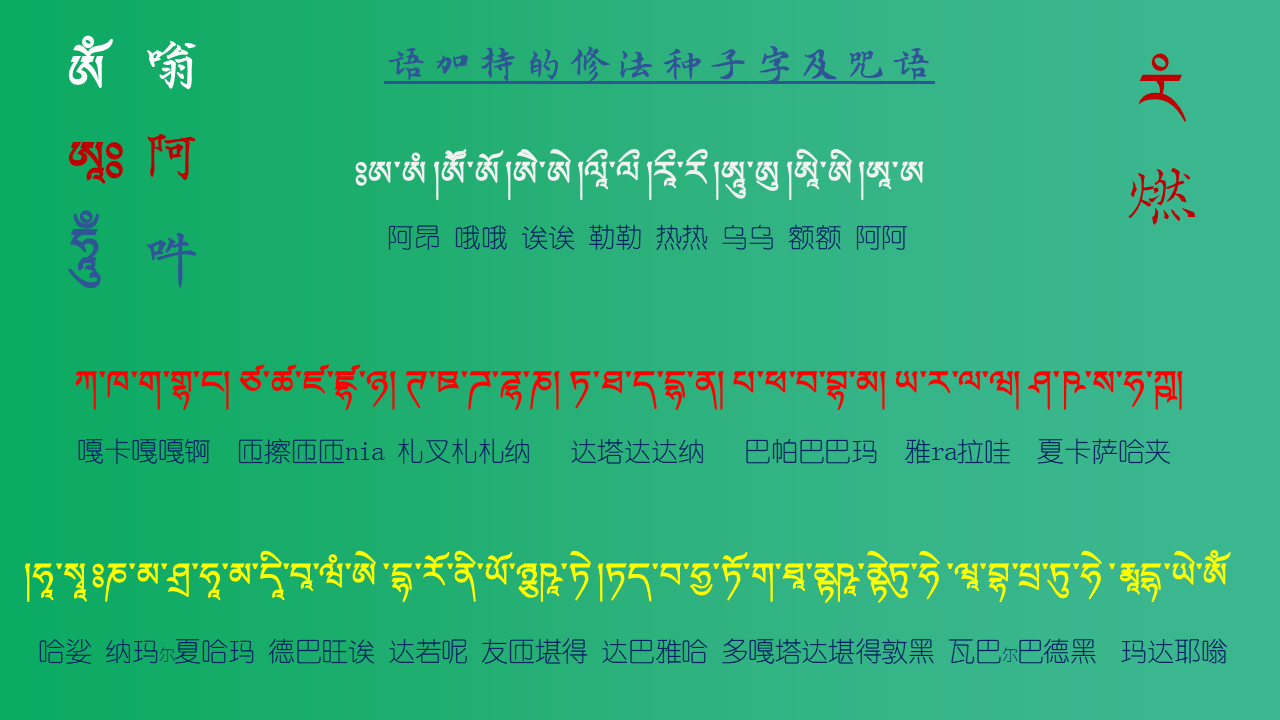 ༀ 嗡
语加持的修法种子字及咒语
ཨཱཿ 阿
ཿཨ་ཨཾ །ཨཽ་ཨོ །ཨཻ་ཨེ །ལཱྀ་ལྀ །རཱྀ་རྀ །ཨཱུ་ཨུ །ཨཱི་ཨི །ཨཱ་ཨ
燃
阿昂 哦哦 诶诶 勒勒 热热 乌乌 额额 阿阿
吽
ཀ་ཁ་ག་གྷ་ང། ཙ་ཚ་ཛ་ཛྷ་ཉ། ཊ་ཋ་ཌ་ཌྷ་ཎ། ཏ་ཐ་ད་དྷ་ན། པ་ཕ་བ་བྷ་མ། ཡ་ར་ལ་ཝ། ཤ་ཥ་ས་ཧ་ཀྵ།
嘎卡嘎嘎锕 匝擦匝匝nia 札叉札札纳 达塔达达纳 巴帕巴巴玛 雅ra拉哇 夏卡萨哈夹
哈娑 纳玛尔夏哈玛 德巴旺诶 达若呢 友匝堪得 达巴雅哈 多嘎塔达堪得敦黑 瓦巴尔巴德黑 玛达耶嗡